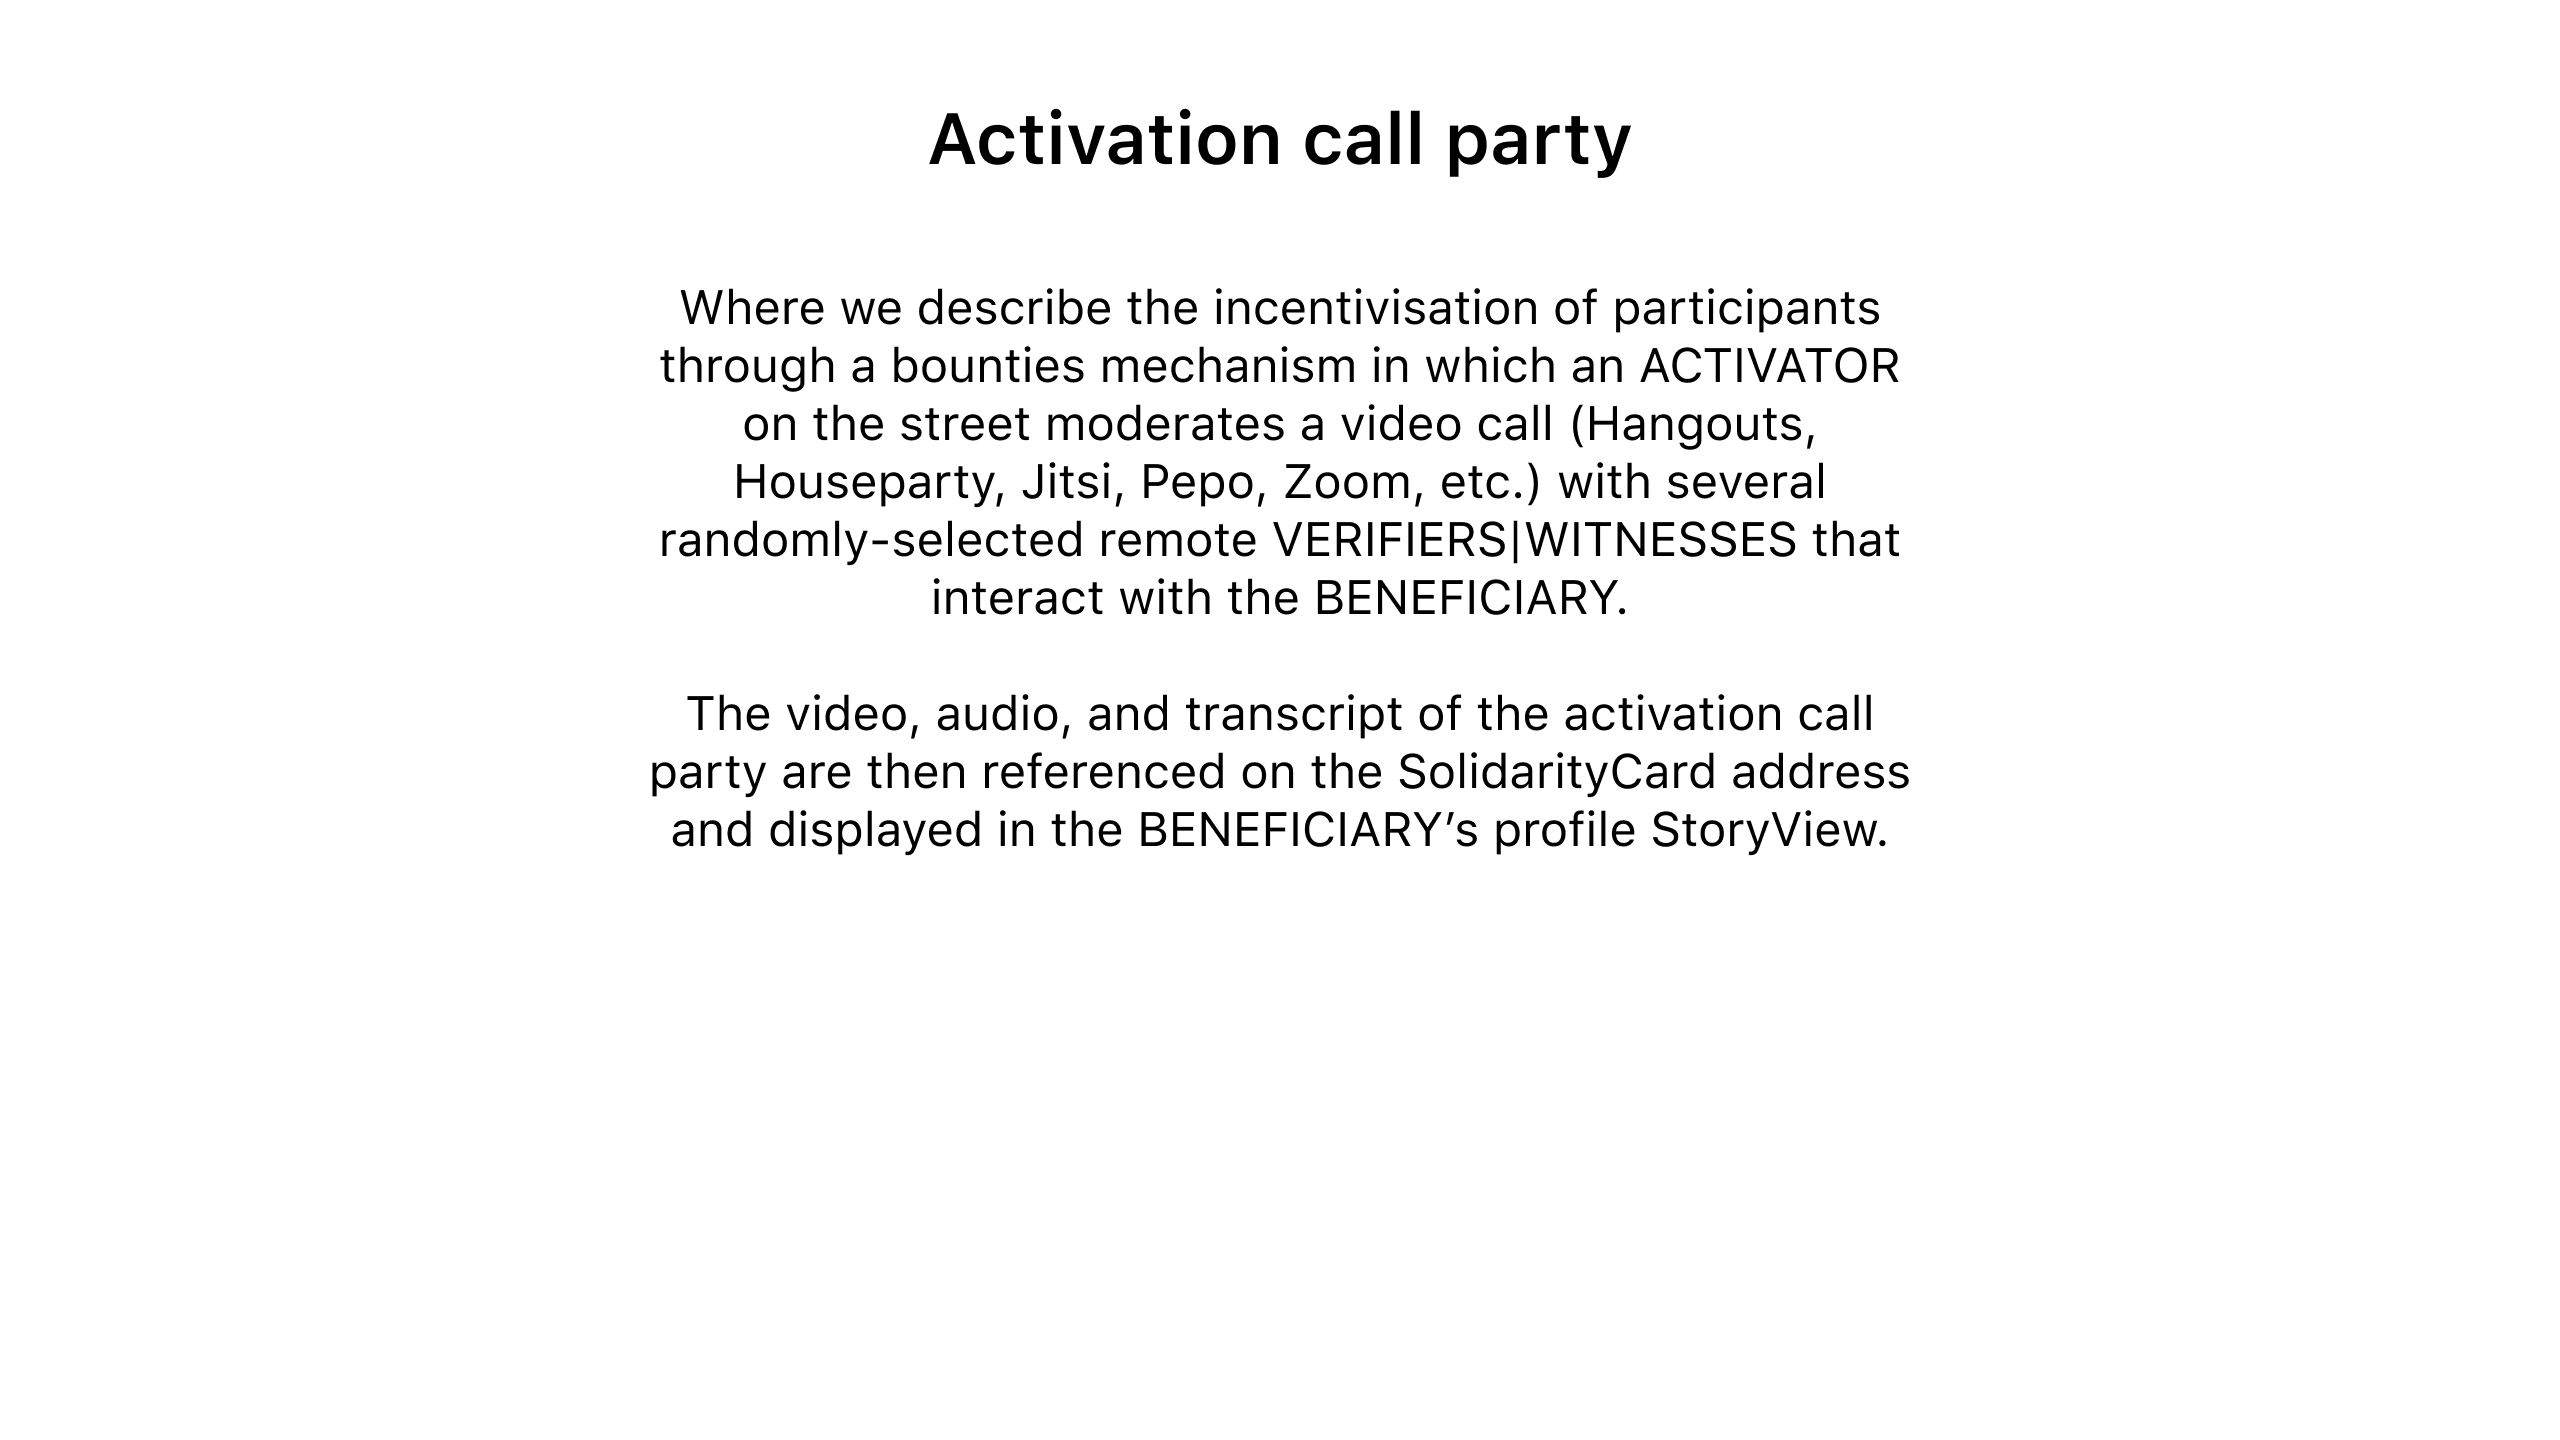 Activation call party
Where we describe the incentivisation of participants
through a bounties mechanism in which an ACTIVATOR
on the street moderates a video call (Hangouts,
Houseparty, Jitsi, Pepo, Zoom, etc.) with several
randomly-selected remote VERIFIERS|WITNESSES that
interact with the BENEFICIARY.
The video, audio, and transcript of the activation call
party are then referenced on the SolidarityCard address
and displayed in the BENEFICIARY’s profile StoryView.